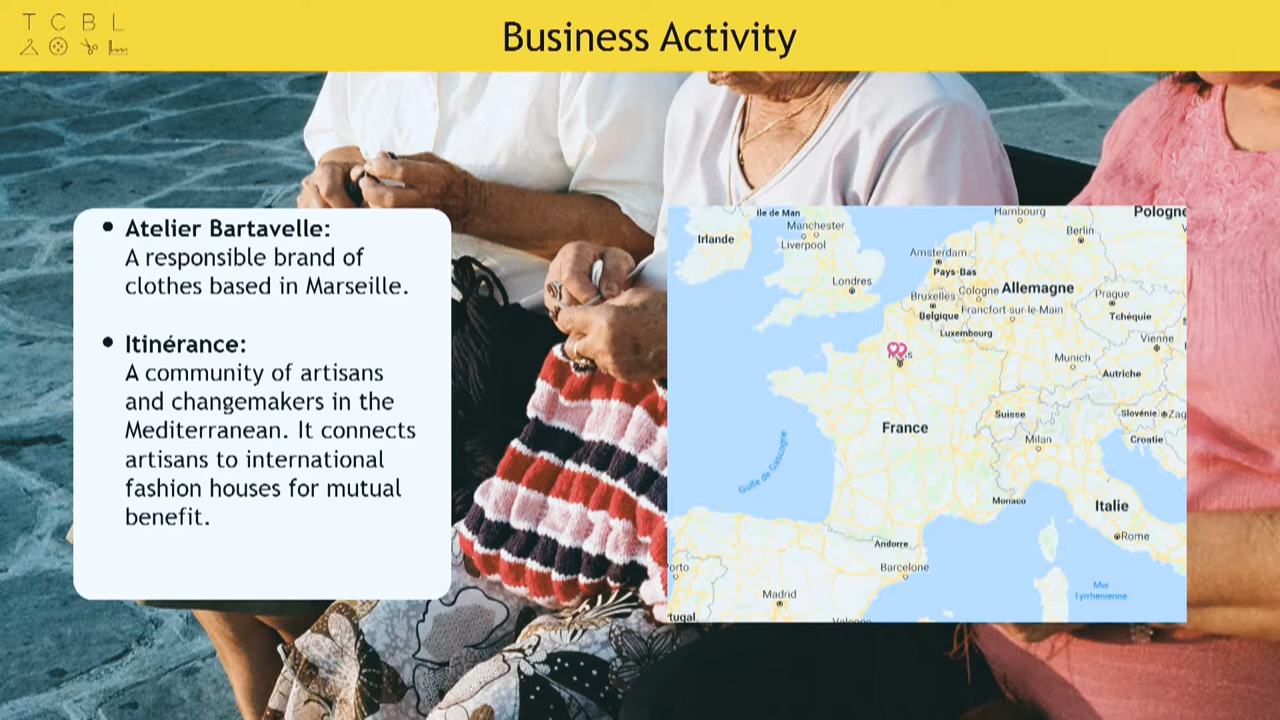 T C B L
Business Activity
• Atelier Bartavelle:
A responsible brand of
clothes based in Marseille.
• Itinérance:
A community of artisans
and changemakers in the
Mediterranean. It connects
artisans to international
fashion houses for mutual
benefit.
Ile de Man
Hambourg
Pologne
Manchester
Irlande
Liverpool
Berlin
Amsterdam
Pays-Bas
Londres
Bruxelles
Cologne
Allemagne
Prague
Belgique
Francfort-sur-le-Main
Tchéquie
Luxembourg
Vienne
Munich
Autriche
Suisse
Slovénie
Zag
France
Milan
Croatie
Golfe de Gascogne
Monaco
Italie
Rome
Andorre
orto
Barcelone
Madrid
Mer
Tyrrhénienne
tugal